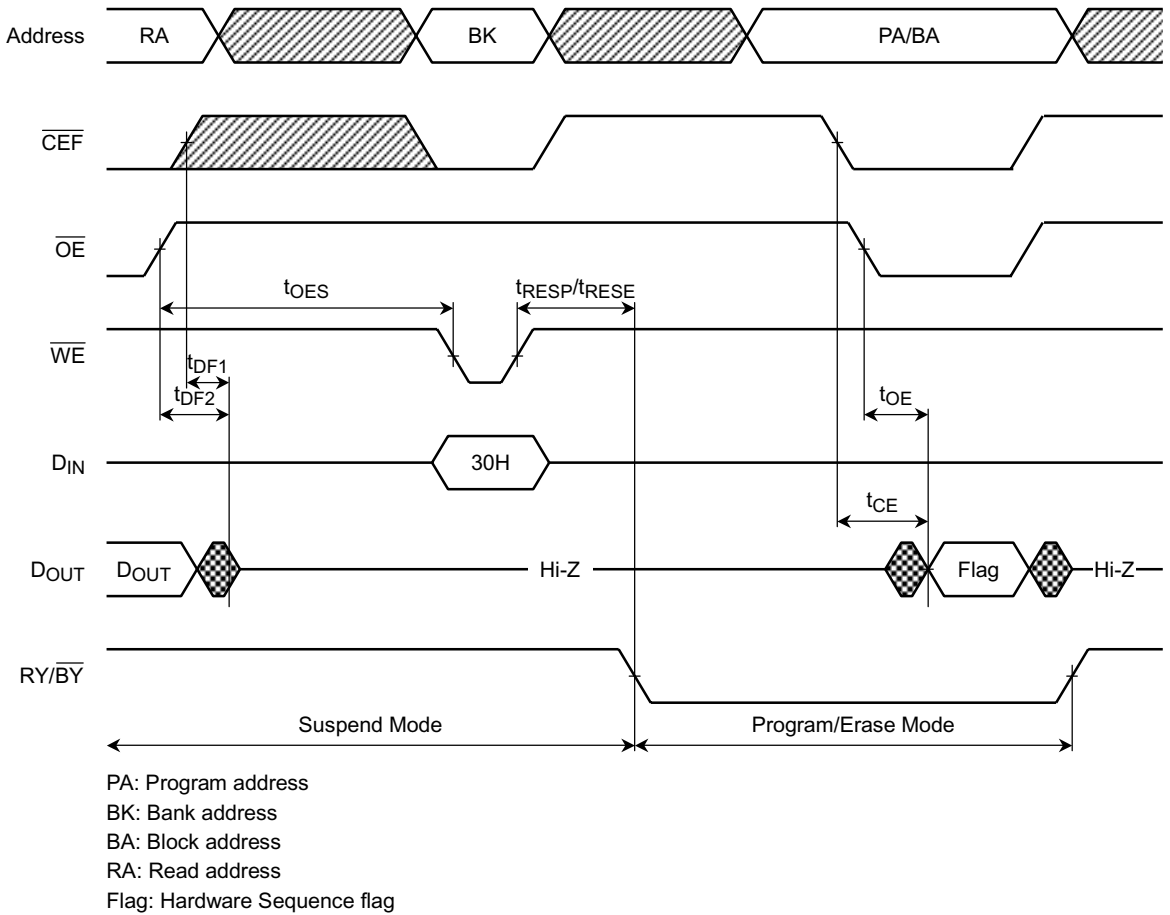 Address RA BK PA/BA
CEF
OE
tOES tRESP/tRESE
WE
tDF1
tDF2 tOE
DIN 30H
tCE
DOUT DOUT Hi-Z Flag Hi-Z
RY/BY
Suspend Mode Program/Erase Mode
PA: Program address
BK: Bank address
BA: Block address
RA: Read address
Flag: Hardware Sequence flag